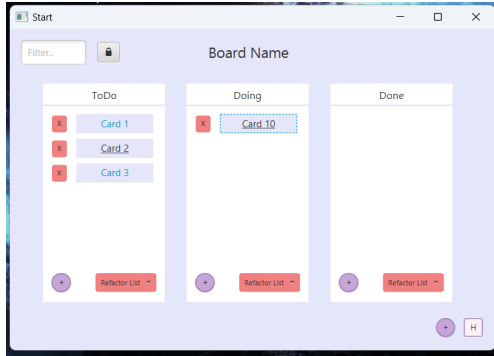 Start
Filter..
Board Name
ToDo
Doing
Done
X Card 1
X Card 2
X Card 3
X Card 10
+ Refactor List
+ Refactor List
+ Refactor List
+ H